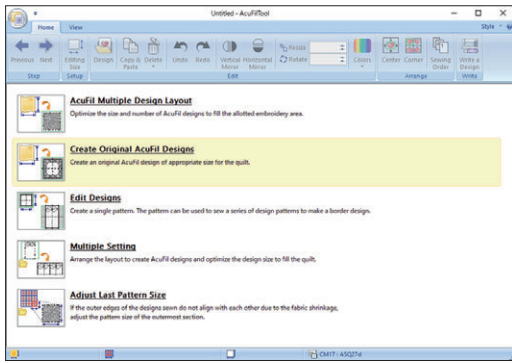 Untitled - AcuFilTool
Home View Style
Previous Next Editing Size Design Copy & Paste Delete Undo Redo Vertical Mirror Horizontal Mirror Resize Rotate Colors Center Corner Sewing Order Write a Design
Step Setup Edit Arrange Write
AcuFil Multiple Design Layout
Optimize the size and number of AcuFil designs to fill the allotted embroidery area.
Create Original AcuFil Designs
Create an original AcuFil design of appropriate size for the quilt.
Edit Designs
Create a single pattern. The pattern can be used to sew a series of design patterns to make a border design.
Multiple Setting
Arrange the layout to create AcuFil designs and optimize the design size to fill the quilt.
Adjust Last Pattern Size
If the outer edges of the designs sewn do not align with each other due to the fabric shrinkage,
adjust the pattern size of the outermost section.
CM17 : ASQ27d